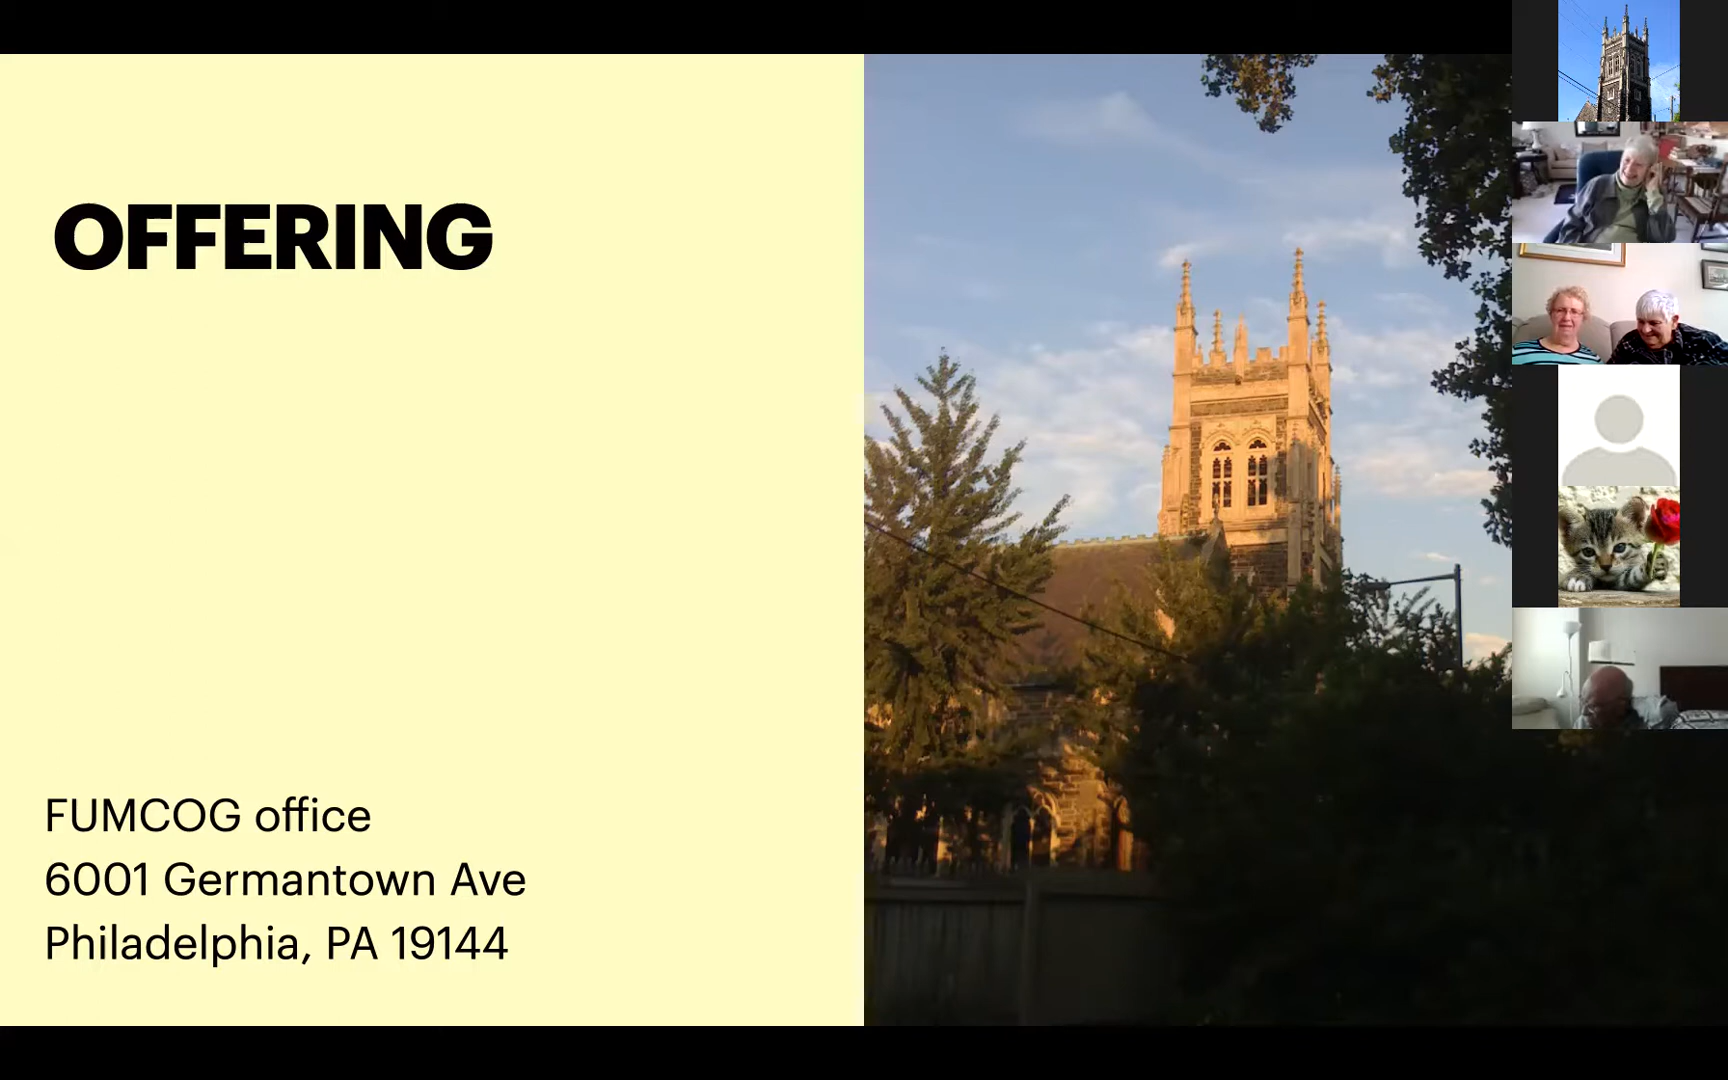 OFFERING
FUMCOG office
6001 Germantown Ave
Philadelphia, PA 19144